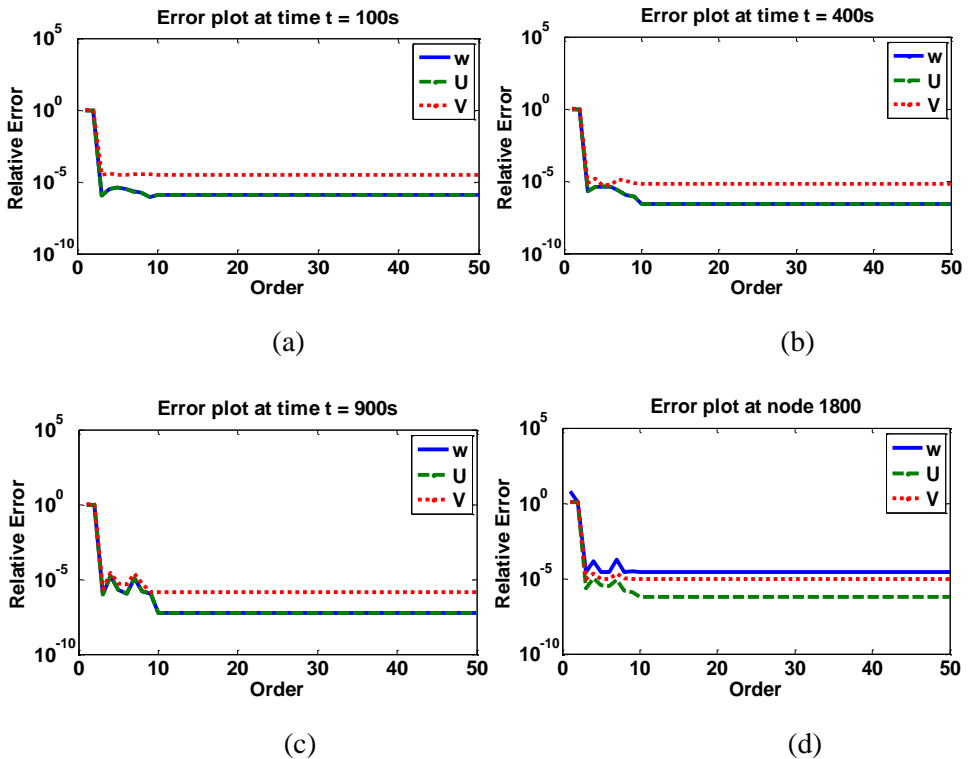 Error plot at time t = 100s
10^5
10^0
10^-5
10^-10
Relative Error
w
U
V
0 10 20 30 40 50
Order
(a)
Error plot at time t = 400s
10^5
10^0
10^-5
10^-10
Relative Error
w
U
V
0 10 20 30 40 50
Order
(b)
Error plot at time t = 900s
10^5
10^0
10^-5
10^-10
Relative Error
w
U
V
0 10 20 30 40 50
Order
(c)
Error plot at node 1800
10^5
10^0
10^-5
10^-10
Relative Error
w
U
V
0 10 20 30 40 50
Order
(d)